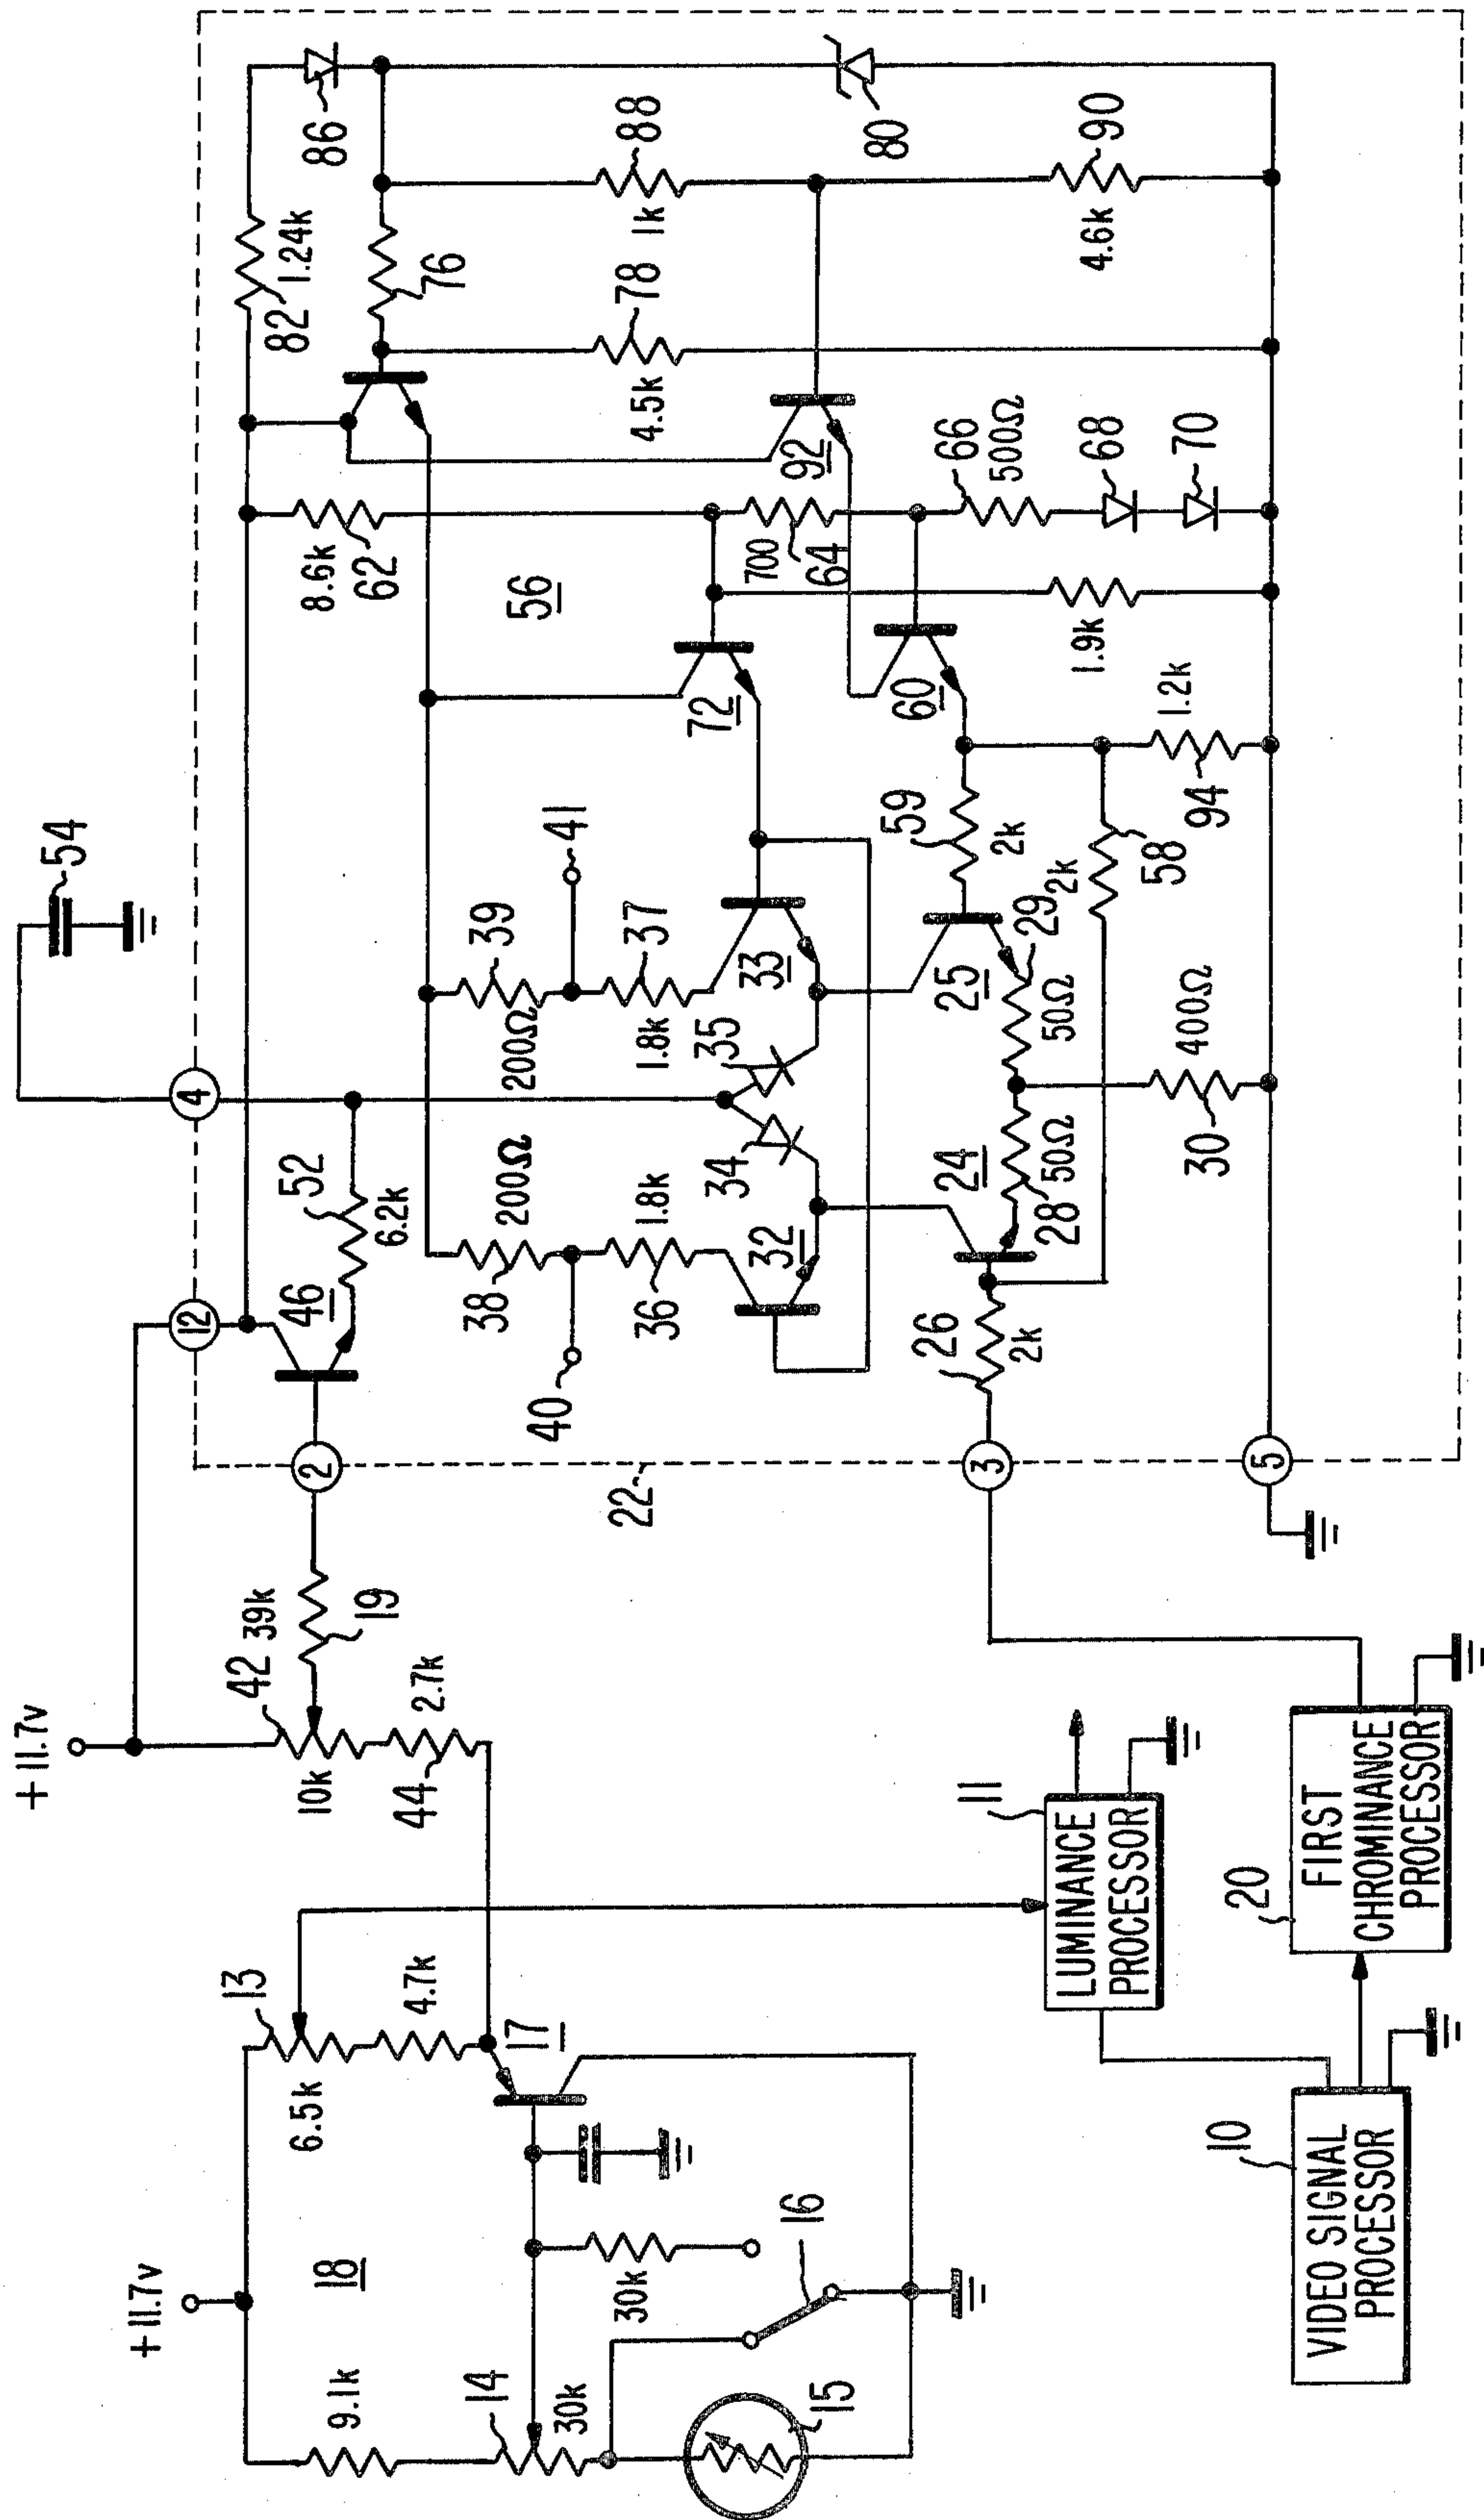 +11.7v
+11.7v
18
9.1k
14
30k
15
30k
16
13
6.5k
4.7k
17
42
39k
19
10k
2.7k
44
11
LUMINANCE
PROCESSOR
10
VIDEO SIGNAL
PROCESSOR
20
FIRST
CHROMINANCE
PROCESSOR
22
2
12
4
3
5
54
46
52
6.2k
38
200Ω
40
36
1.8k
32
34
35
39
200Ω
41
37
1.8k
33
26
2k
24
28
50Ω
25
29
50Ω
30
400Ω
59
2k
2k
58
94
1.2k
1.9k
56
72
60
8.6k
62
700
64
66
500Ω
68
70
92
82
1.24k
86
76
78
4.5k
88
1k
80
90
4.6k